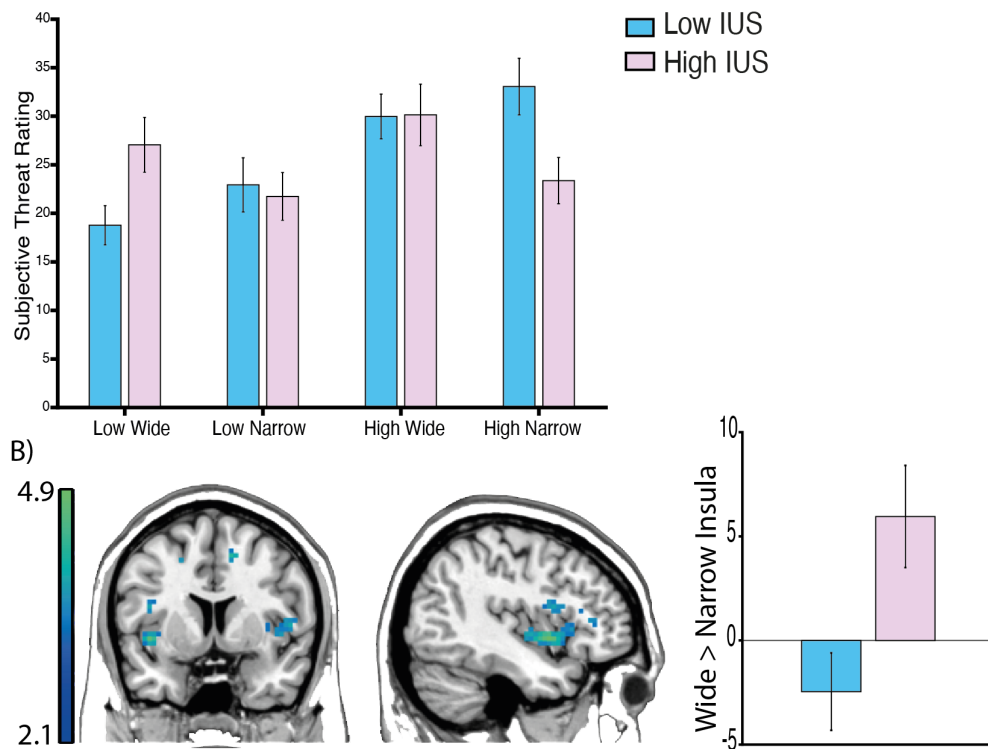 40
35
30
25
20
15
10
5
0
Subjective Threat Rating
Low IUS
High IUS
Low Wide
Low Narrow
High Wide
High Narrow
B)
4.9
2.1
Wide > Narrow Insula
10
5
0
-5